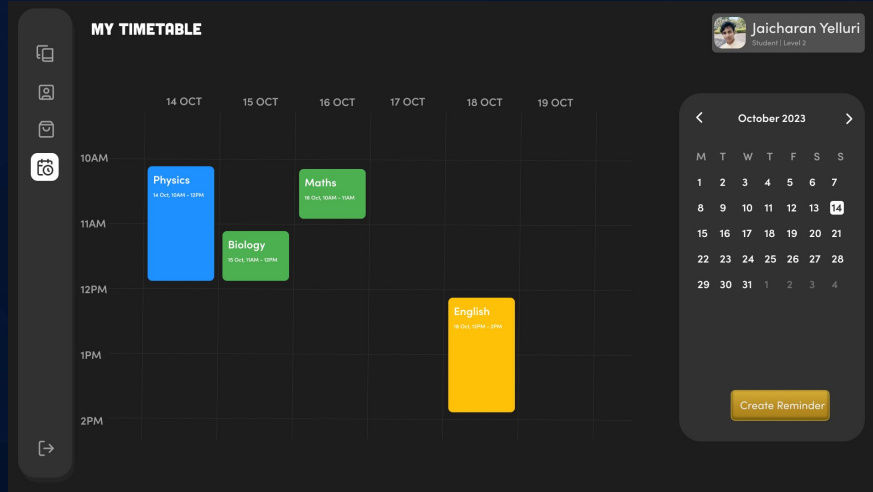 MY TIMETABLE
Jaicharan Yelluri
Student | Level 2
14 OCT 15 OCT 16 OCT 17 OCT 18 OCT 19 OCT
10AM
11AM
12PM
1PM
2PM
Physics
14 Oct, 10AM - 12PM
Biology
15 Oct, 11AM - 12PM
Maths
16 Oct, 10AM - 11AM
English
18 Oct, 12PM - 2PM
October 2023
M T W T F S S
1 2 3 4 5 6 7
8 9 10 11 12 13 14
15 16 17 18 19 20 21
22 23 24 25 26 27 28
29 30 31 1 2 3 4
Create Reminder